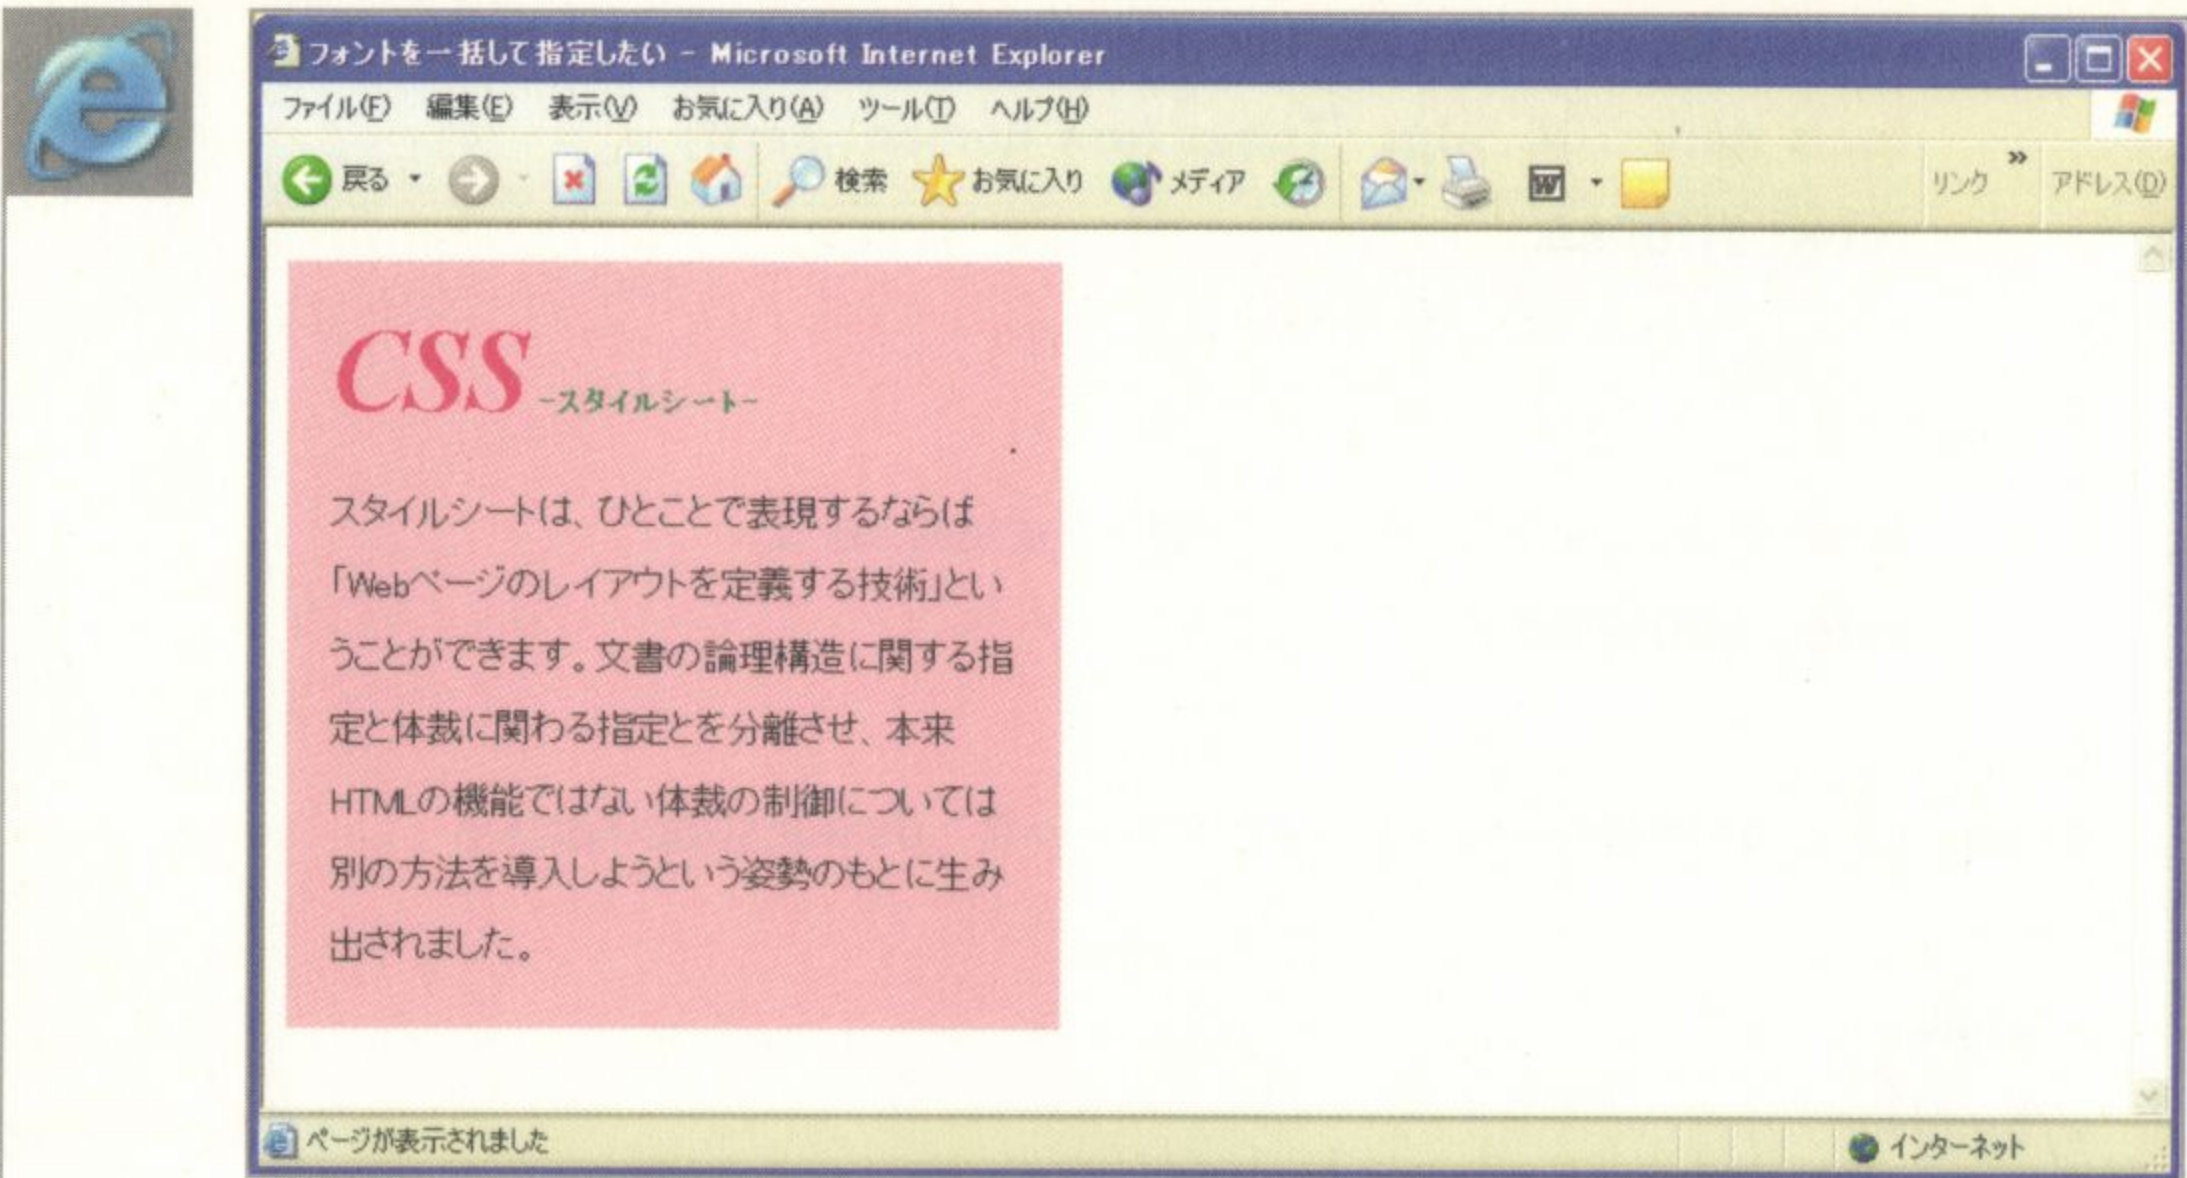 フォントを一括して指定したい - Microsoft Internet Explorer
ファイル(F) 編集(E) 表示(V) お気に入り(A) ツール(T) ヘルプ(H)
戻る 検索 お気に入り メディア リンク » アドレス(D)
CSS -スタイルシート-
スタイルシートは、ひとことで表現するならば
「Webページのレイアウトを定義する技術」とい
うことができます。文書の論理構造に関する指
定と体裁に関わる指定とを分離させ、本来
HTMLの機能ではない体裁の制御については
別の方法を導入しようという姿勢のもとに生み
出されました。
ページが表示されました インターネット